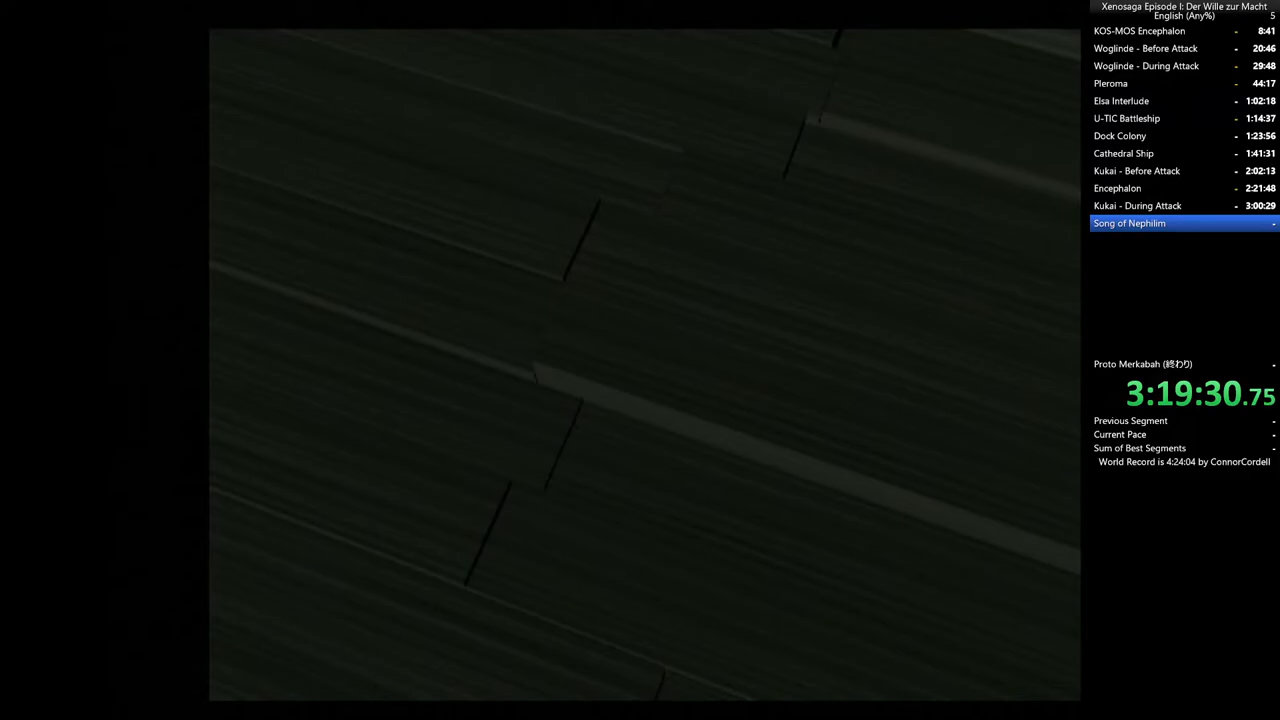 Xenosaga Episode I: Der Wille zur Macht
English (Any%) 5
KOS-MOS Encephalon - 8:41
Woglinde - Before Attack - 20:46
Woglinde - During Attack - 29:48
Pleroma - 44:17
Elsa Interlude - 1:02:18
U-TIC Battleship - 1:14:37
Dock Colony - 1:23:56
Cathedral Ship - 1:41:31
Kukai - Before Attack - 2:02:13
Encephalon - 2:21:48
Kukai - During Attack - 3:00:29
Song of Nephilim -
Proto Merkabah (終わり) -
3:19:30.75
Previous Segment -
Current Pace -
Sum of Best Segments -
World Record is 4:24:04 by ConnorCordell